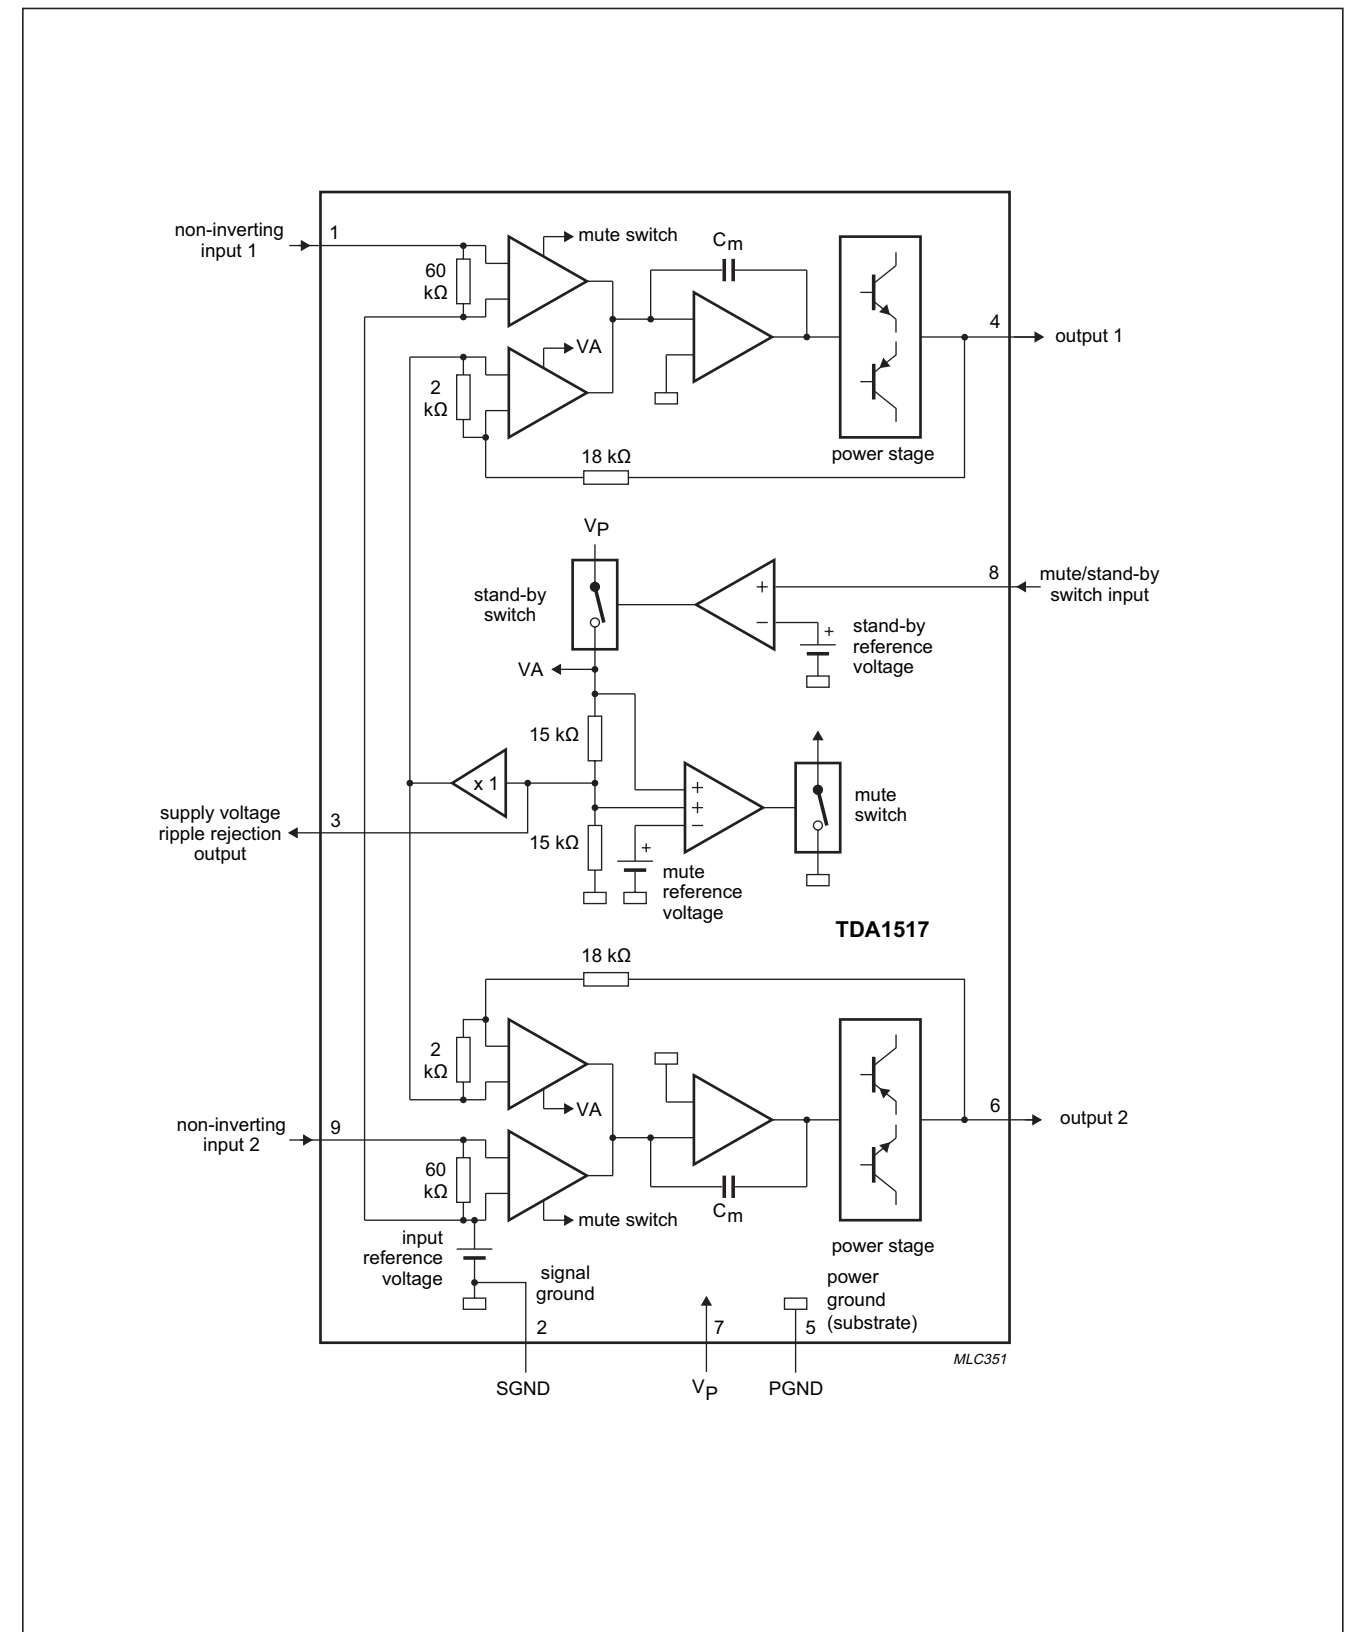 non-inverting
input 1
1
60
kΩ
mute switch
Cm
4
output 1
VA
2
kΩ
18 kΩ
power stage
VP
stand-by
switch
+
−
8
mute/stand-by
switch input
+
stand-by
reference
voltage
VA
15 kΩ
x 1
+
+
−
mute
switch
supply voltage
ripple rejection
output
3
15 kΩ
+
mute
reference
voltage
TDA1517
18 kΩ
2
kΩ
VA
non-inverting
input 2
9
6
output 2
60
kΩ
mute switch
Cm
power stage
input
reference
voltage
signal
ground
power
ground
(substrate)
2
7
5
MLC351
SGND
VP
PGND